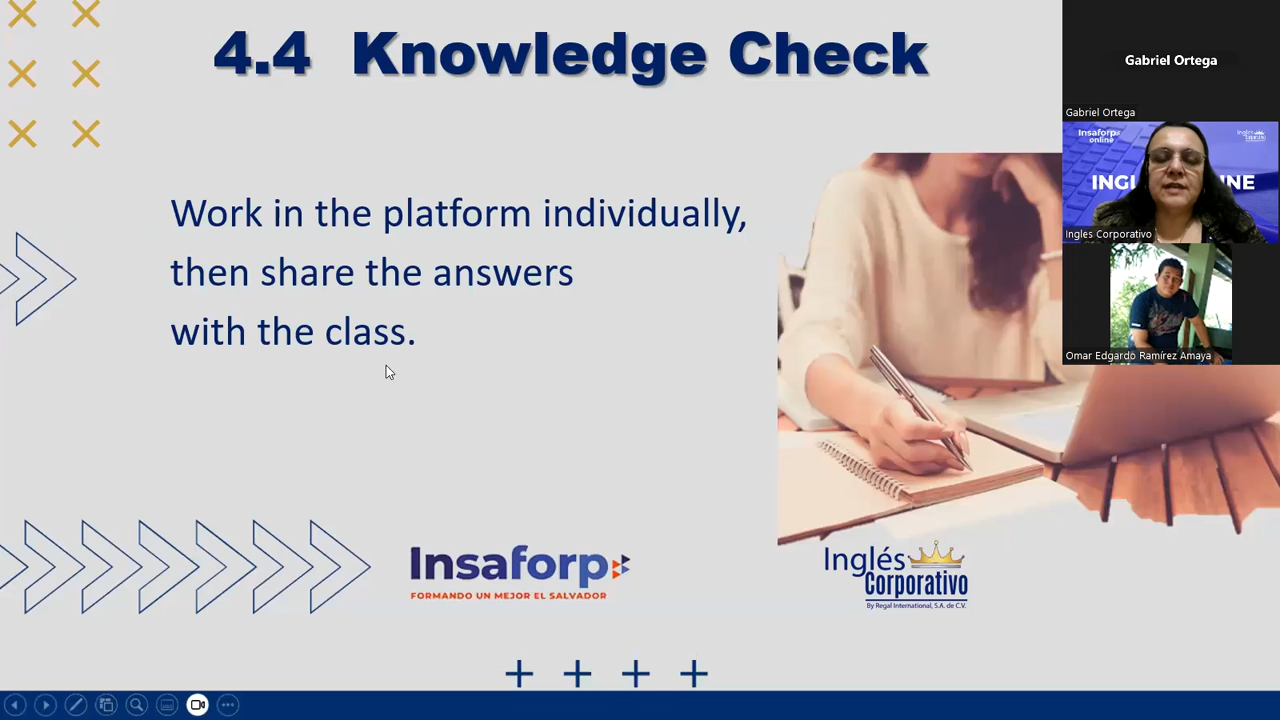 4.4 Knowledge Check
Work in the platform individually,
then share the answers
with the class.
Insaforp
FORMANDO UN MEJOR EL SALVADOR
Inglés
Corporativo
By Regal International, S.A. de C.V.
Gabriel Ortega
Gabriel Ortega
Insaforp
online
Ingles Corporativo
Omar Edgardo Ramírez Amaya